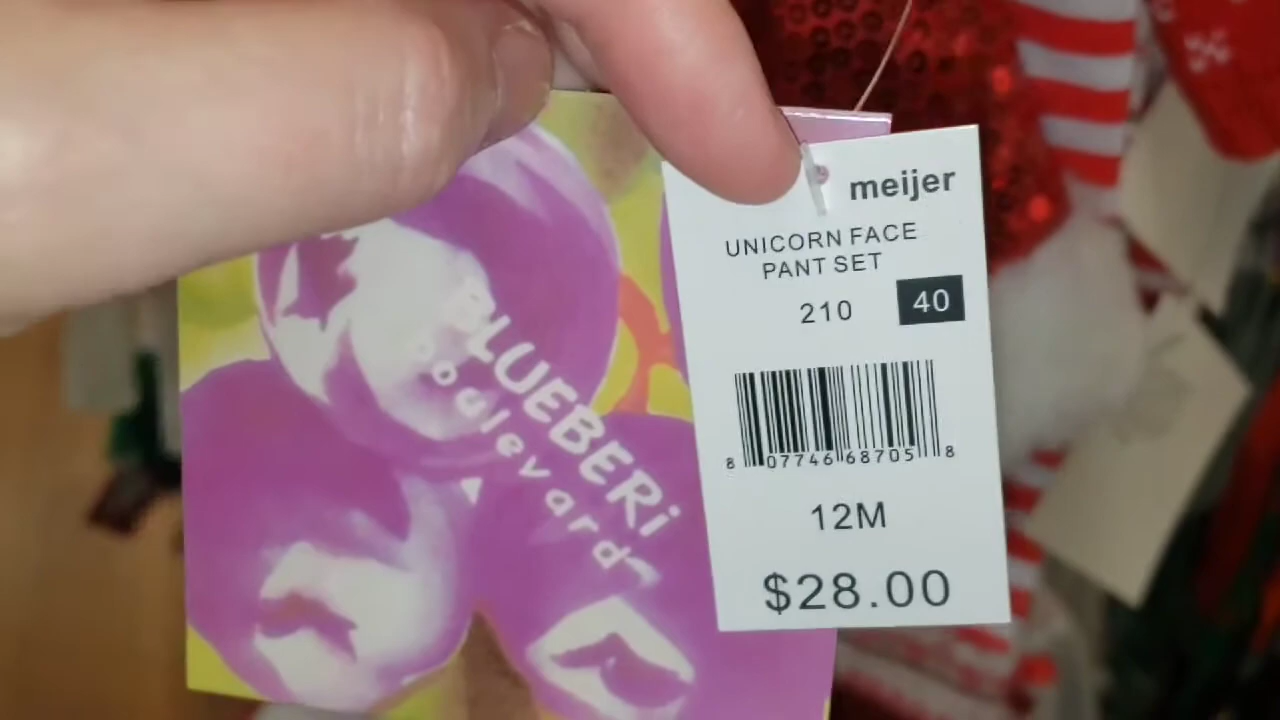 BLUEBERi
boulevard
meijer
UNICORN FACE
PANT SET
210 40
8 07746 68705 8
12M
$28.00